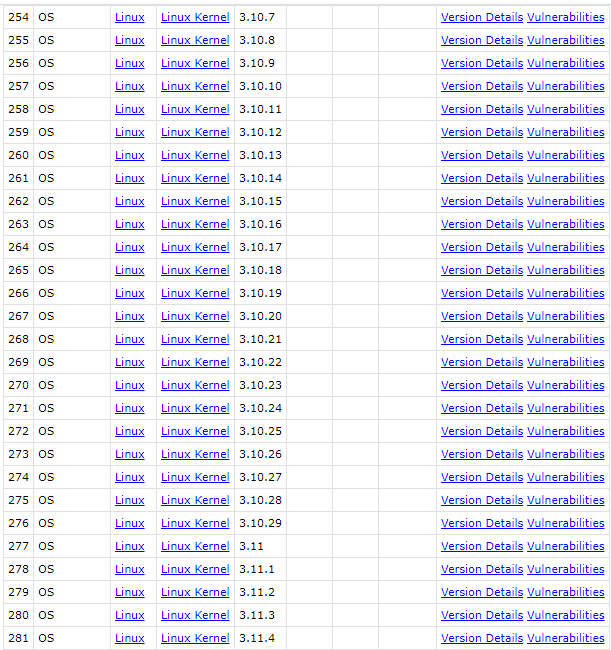 254 OS Linux Linux Kernel 3.10.7 Version Details Vulnerabilities
255 OS Linux Linux Kernel 3.10.8 Version Details Vulnerabilities
256 OS Linux Linux Kernel 3.10.9 Version Details Vulnerabilities
257 OS Linux Linux Kernel 3.10.10 Version Details Vulnerabilities
258 OS Linux Linux Kernel 3.10.11 Version Details Vulnerabilities
259 OS Linux Linux Kernel 3.10.12 Version Details Vulnerabilities
260 OS Linux Linux Kernel 3.10.13 Version Details Vulnerabilities
261 OS Linux Linux Kernel 3.10.14 Version Details Vulnerabilities
262 OS Linux Linux Kernel 3.10.15 Version Details Vulnerabilities
263 OS Linux Linux Kernel 3.10.16 Version Details Vulnerabilities
264 OS Linux Linux Kernel 3.10.17 Version Details Vulnerabilities
265 OS Linux Linux Kernel 3.10.18 Version Details Vulnerabilities
266 OS Linux Linux Kernel 3.10.19 Version Details Vulnerabilities
267 OS Linux Linux Kernel 3.10.20 Version Details Vulnerabilities
268 OS Linux Linux Kernel 3.10.21 Version Details Vulnerabilities
269 OS Linux Linux Kernel 3.10.22 Version Details Vulnerabilities
270 OS Linux Linux Kernel 3.10.23 Version Details Vulnerabilities
271 OS Linux Linux Kernel 3.10.24 Version Details Vulnerabilities
272 OS Linux Linux Kernel 3.10.25 Version Details Vulnerabilities
273 OS Linux Linux Kernel 3.10.26 Version Details Vulnerabilities
274 OS Linux Linux Kernel 3.10.27 Version Details Vulnerabilities
275 OS Linux Linux Kernel 3.10.28 Version Details Vulnerabilities
276 OS Linux Linux Kernel 3.10.29 Version Details Vulnerabilities
277 OS Linux Linux Kernel 3.11 Version Details Vulnerabilities
278 OS Linux Linux Kernel 3.11.1 Version Details Vulnerabilities
279 OS Linux Linux Kernel 3.11.2 Version Details Vulnerabilities
280 OS Linux Linux Kernel 3.11.3 Version Details Vulnerabilities
281 OS Linux Linux Kernel 3.11.4 Version Details Vulnerabilities